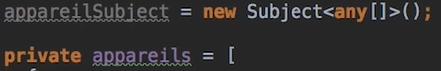 appareilSubject = new Subject<any[]>();
private appareils = [